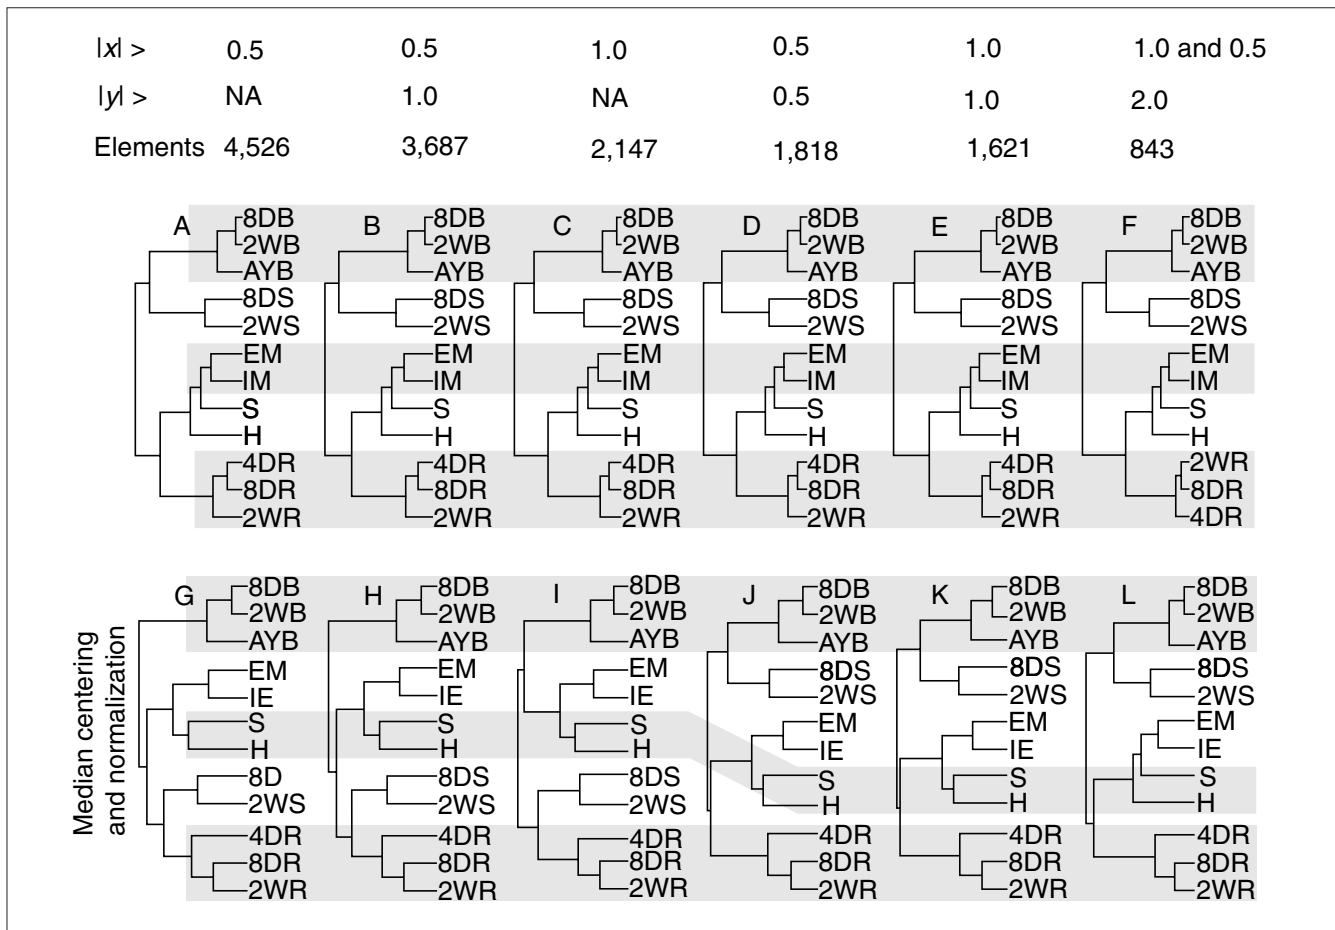 |x| > 0.5 0.5 1.0 0.5 1.0 1.0 and 0.5
|y| > NA 1.0 NA 0.5 1.0 2.0
Elements 4,526 3,687 2,147 1,818 1,621 843
A 8DB B 8DB C 8DB D 8DB E 8DB F 8DB
2WB 2WB 2WB 2WB 2WB 2WB
AYB AYB AYB AYB AYB AYB
8DS 8DS 8DS 8DS 8DS 8DS
2WS 2WS 2WS 2WS 2WS 2WS
EM EM EM EM EM EM
IM IM IM IM IM IM
S S S S S S
H H H H H H
4DR 4DR 4DR 4DR 4DR 2WR
8DR 8DR 8DR 8DR 8DR 8DR
2WR 2WR 2WR 2WR 2WR 4DR
Median centering
and normalization
G 8DB H 8DB I 8DB J 8DB K 8DB L 8DB
2WB 2WB 2WB 2WB 2WB 2WB
AYB AYB AYB AYB AYB AYB
EM EM EM 8DS 8DS 8DS
IE IE IE 2WS 2WS 2WS
S S S EM EM EM
H H H IE IE IE
8D 8DS 8DS S S S
2WS 2WS 2WS H H H
4DR 4DR 4DR 4DR 4DR 4DR
8DR 8DR 8DR 8DR 8DR 8DR
2WR 2WR 2WR 2WR 2WR 2WR